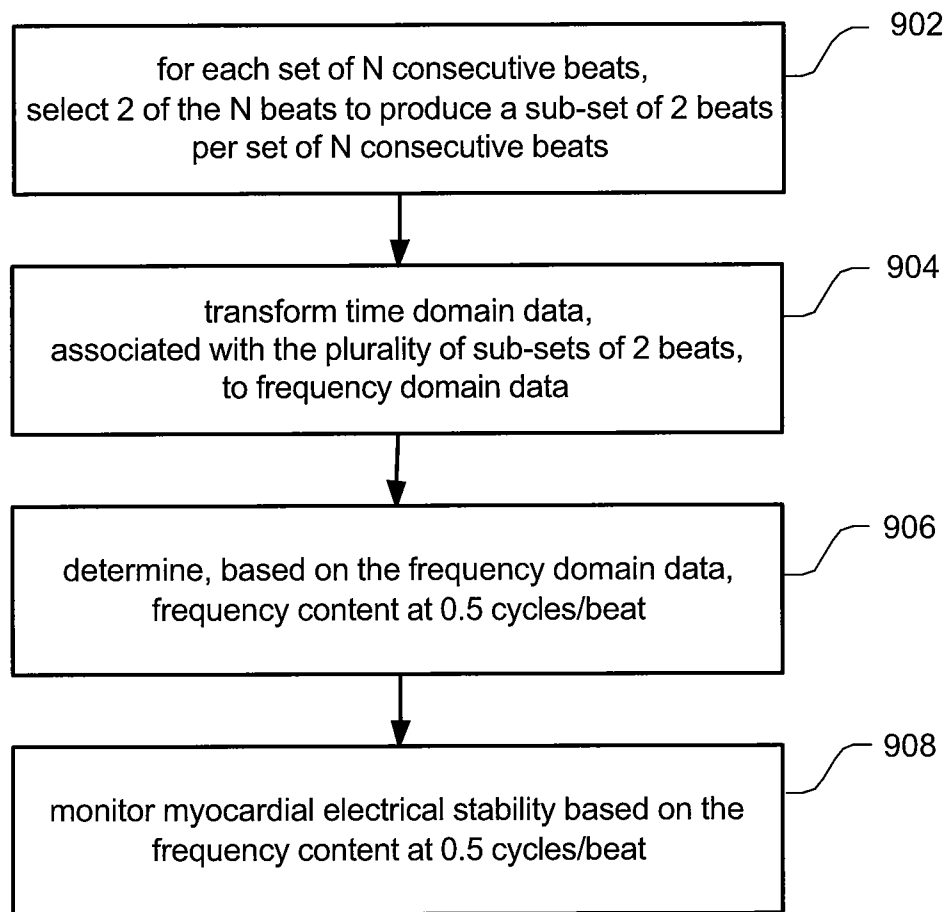 902
for each set of N consecutive beats,
select 2 of the N beats to produce a sub-set of 2 beats
per set of N consecutive beats
904
transform time domain data,
associated with the plurality of sub-sets of 2 beats,
to frequency domain data
906
determine, based on the frequency domain data,
frequency content at 0.5 cycles/beat
908
monitor myocardial electrical stability based on the
frequency content at 0.5 cycles/beat